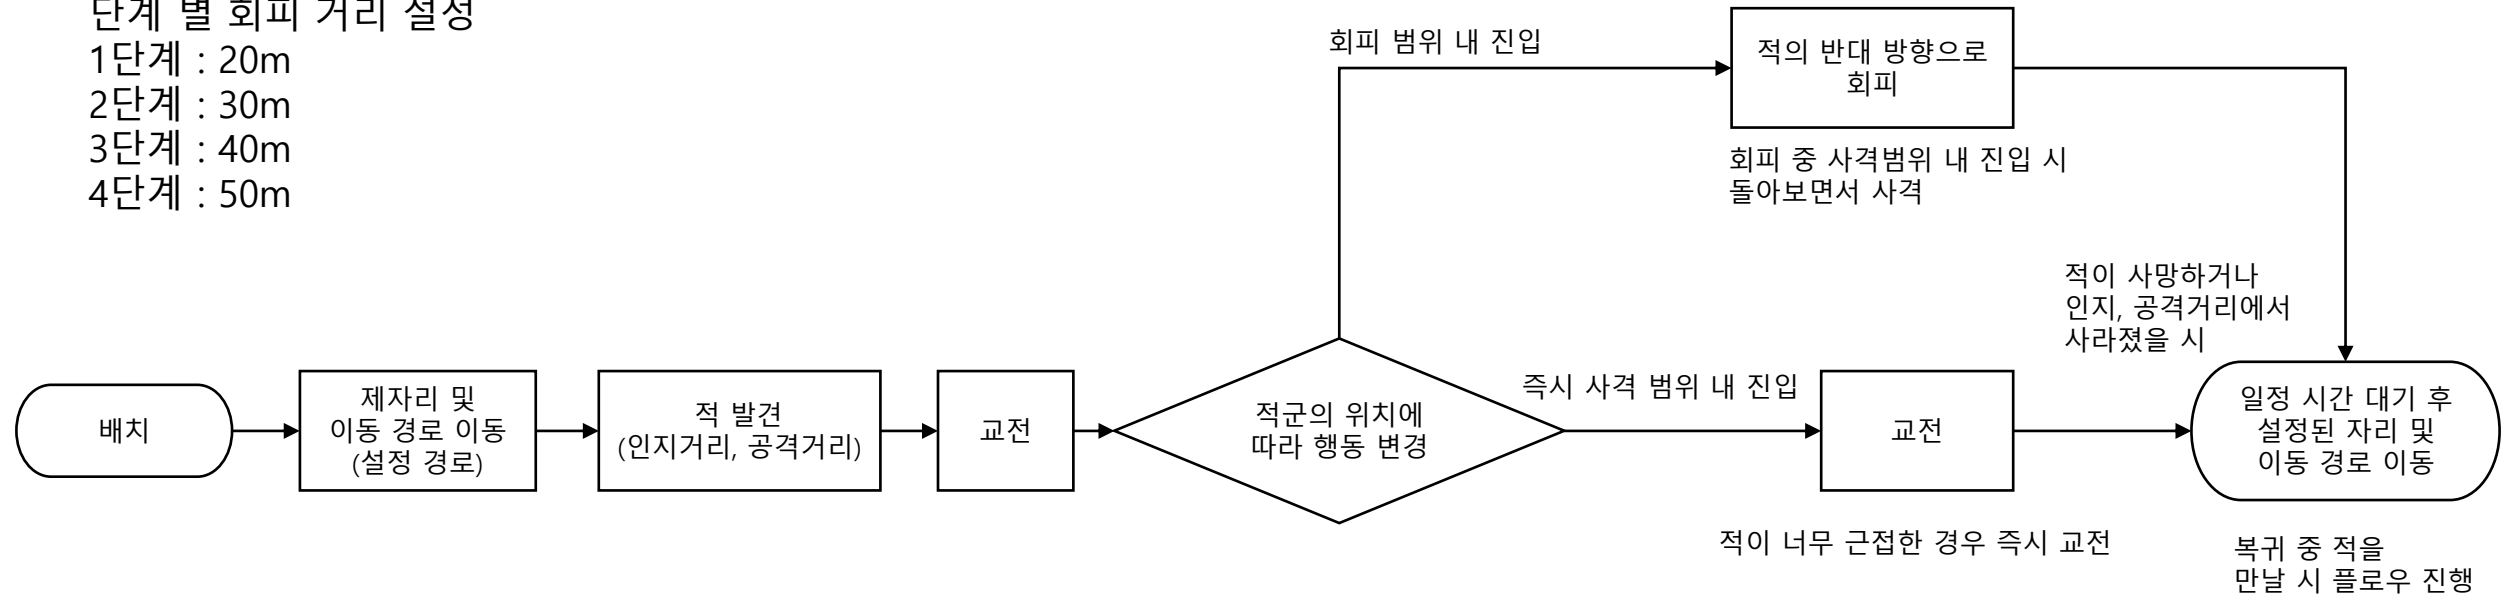 단계 별 회피 거리 설정
1단계 : 20m
2단계 : 30m
3단계 : 40m
4단계 : 50m
회피 범위 내 진입
적의 반대 방향으로
회피
회피 중 사격범위 내 진입 시
돌아보면서 사격
적이 사망하거나
인지, 공격거리에서
사라졌을 시
배치
제자리 및
이동 경로 이동
(설정 경로)
적 발견
(인지거리, 공격거리)
교전
적군의 위치에
따라 행동 변경
즉시 사격 범위 내 진입
교전
적이 너무 근접한 경우 즉시 교전
일정 시간 대기 후
설정된 자리 및
이동 경로 이동
복귀 중 적을
만날 시 플로우 진행